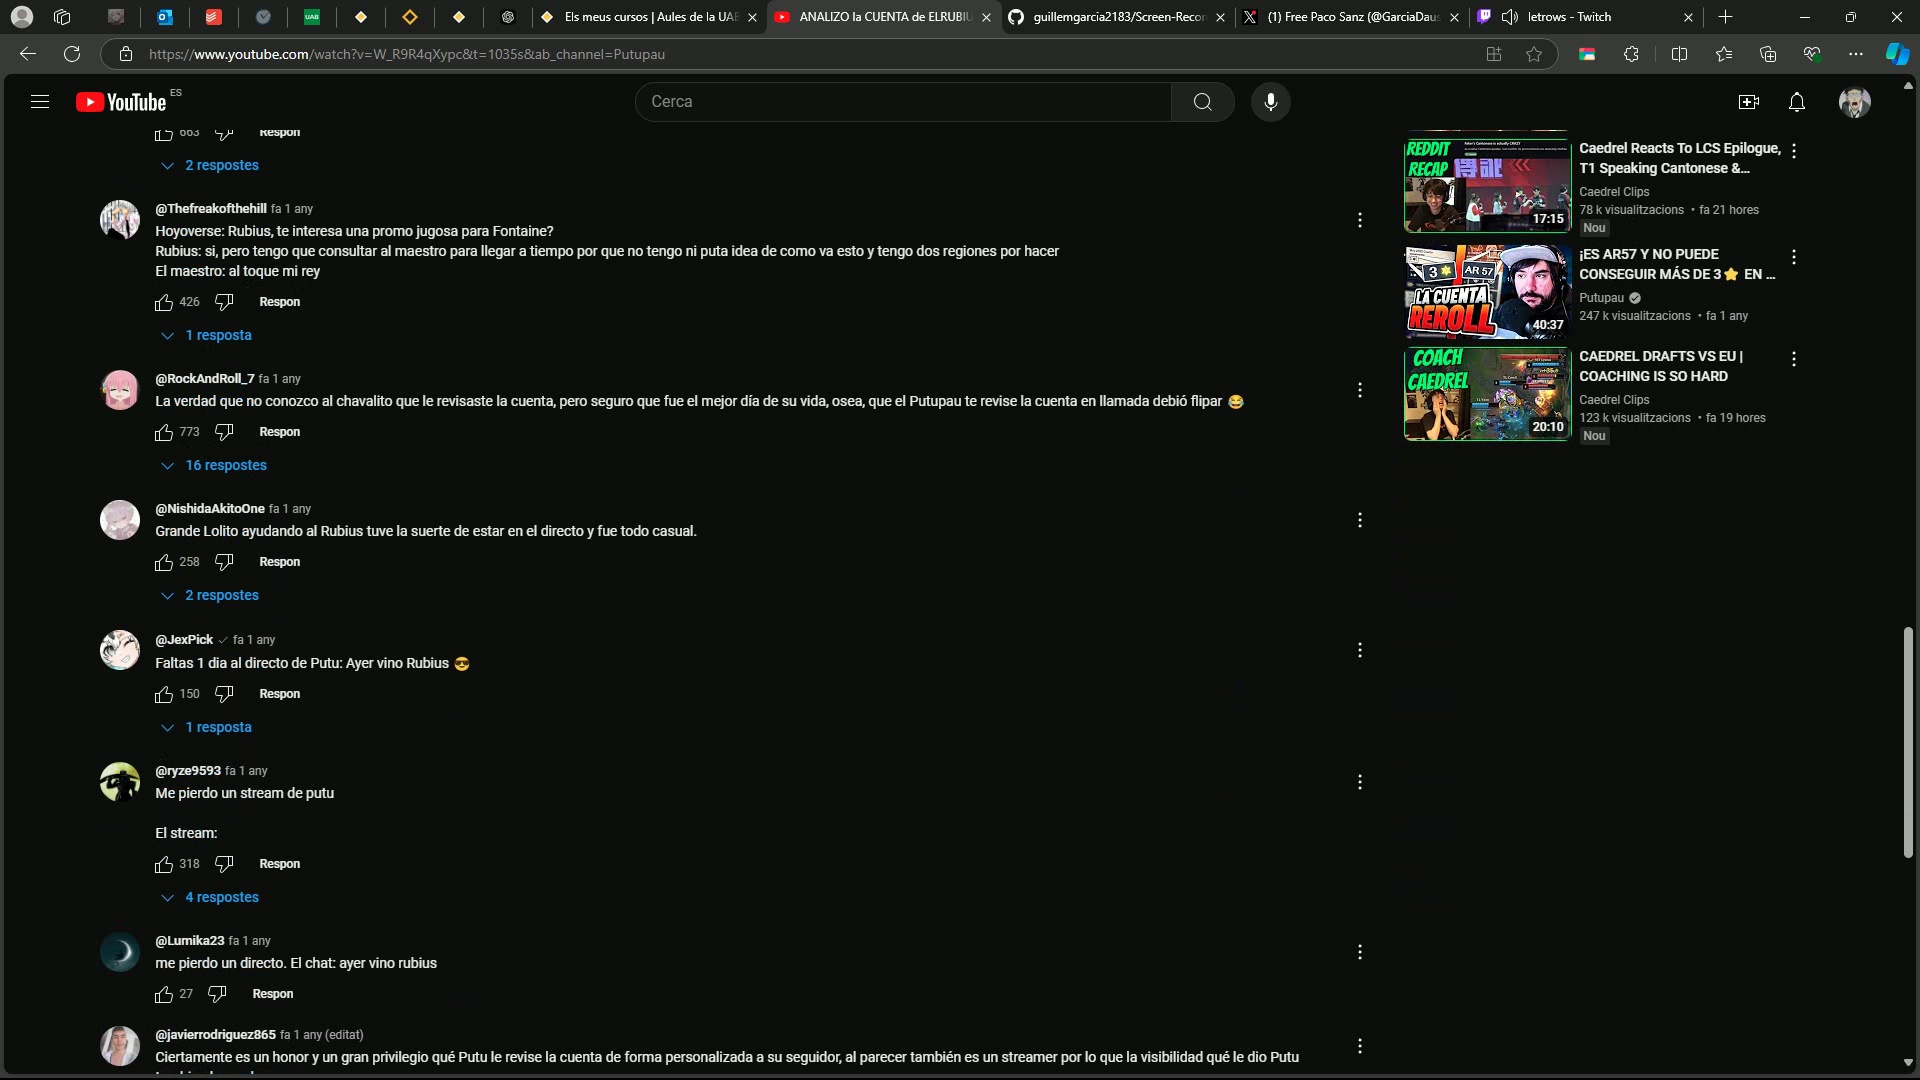 Els meus cursos | Aules de la UAB
ANALIZO la CUENTA de ELRUBIU
guillemgarcia2183/Screen-Recor
(1) Free Paco Sanz (@GarciaDaus
letrows - Twitch
https://www.youtube.com/watch?v=W_R9R4qXypc&t=1035s&ab_channel=Putupau
YouTube ES
Cerca
663 Respon
2 respostes
@Thefreakofthehill fa 1 any
Hoyoverse: Rubius, te interesa una promo jugosa para Fontaine?
Rubius: si, pero tengo que consultar al maestro para llegar a tiempo por que no tengo ni puta idea de como va esto y tengo dos regiones por hacer
El maestro: al toque mi rey
426 Respon
1 resposta
@RockAndRoll_7 fa 1 any
La verdad que no conozco al chavalito que le revisaste la cuenta, pero seguro que fue el mejor día de su vida, osea, que el Putupau te revise la cuenta en llamada debió flipar 😂
773 Respon
16 respostes
@NishidaAkitoOne fa 1 any
Grande Lolito ayudando al Rubius tuve la suerte de estar en el directo y fue todo casual.
258 Respon
2 respostes
@JexPick ✓ fa 1 any
Faltas 1 dia al directo de Putu: Ayer vino Rubius 😎
150 Respon
1 resposta
@ryze9593 fa 1 any
Me pierdo un stream de putu
El stream:
318 Respon
4 respostes
@Lumika23 fa 1 any
me pierdo un directo. El chat: ayer vino rubius
27 Respon
@javierrodriguez865 fa 1 any (editat)
Ciertamente es un honor y un gran privilegio qué Putu le revise la cuenta de forma personalizada a su seguidor, al parecer también es un streamer por lo que la visibilidad qué le dio Putu
REDDIT
RECAP
17:15
Caedrel Reacts To LCS Epilogue,
T1 Speaking Cantonese &...
Caedrel Clips
78 k visualitzacions • fa 21 hores
Nou
3 AR 57
LA CUENTA
REROLL
40:37
¡ES AR57 Y NO PUEDE
CONSEGUIR MÁS DE 3⭐ EN ...
Putupau
247 k visualitzacions • fa 1 any
COACH
CAEDREL
20:10
CAEDREL DRAFTS VS EU |
COACHING IS SO HARD
Caedrel Clips
123 k visualitzacions • fa 19 hores
Nou